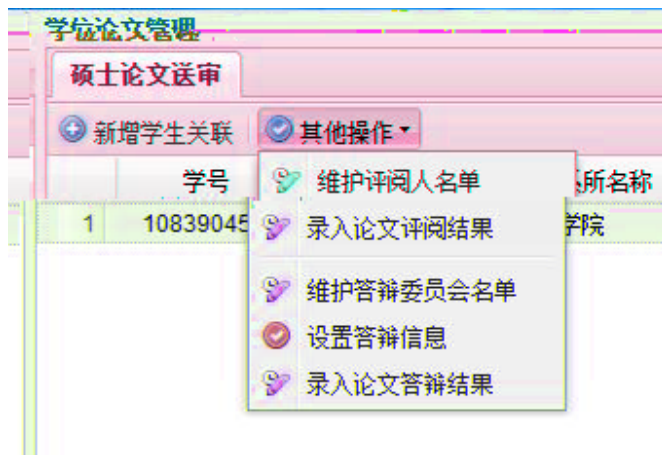 学位论文管理
硕士论文送审
新增学生关联 其他操作
学号 所名称
1 10839045 学院
维护评阅人名单
录入论文评阅结果
维护答辩委员会名单
设置答辩信息
录入论文答辩结果